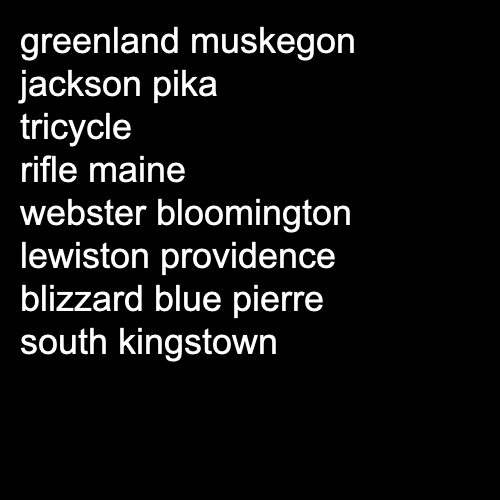 greenland muskegon
jackson pika
tricycle
rifle maine
webster bloomington
lewiston providence
blizzard blue pierre
south kingstown